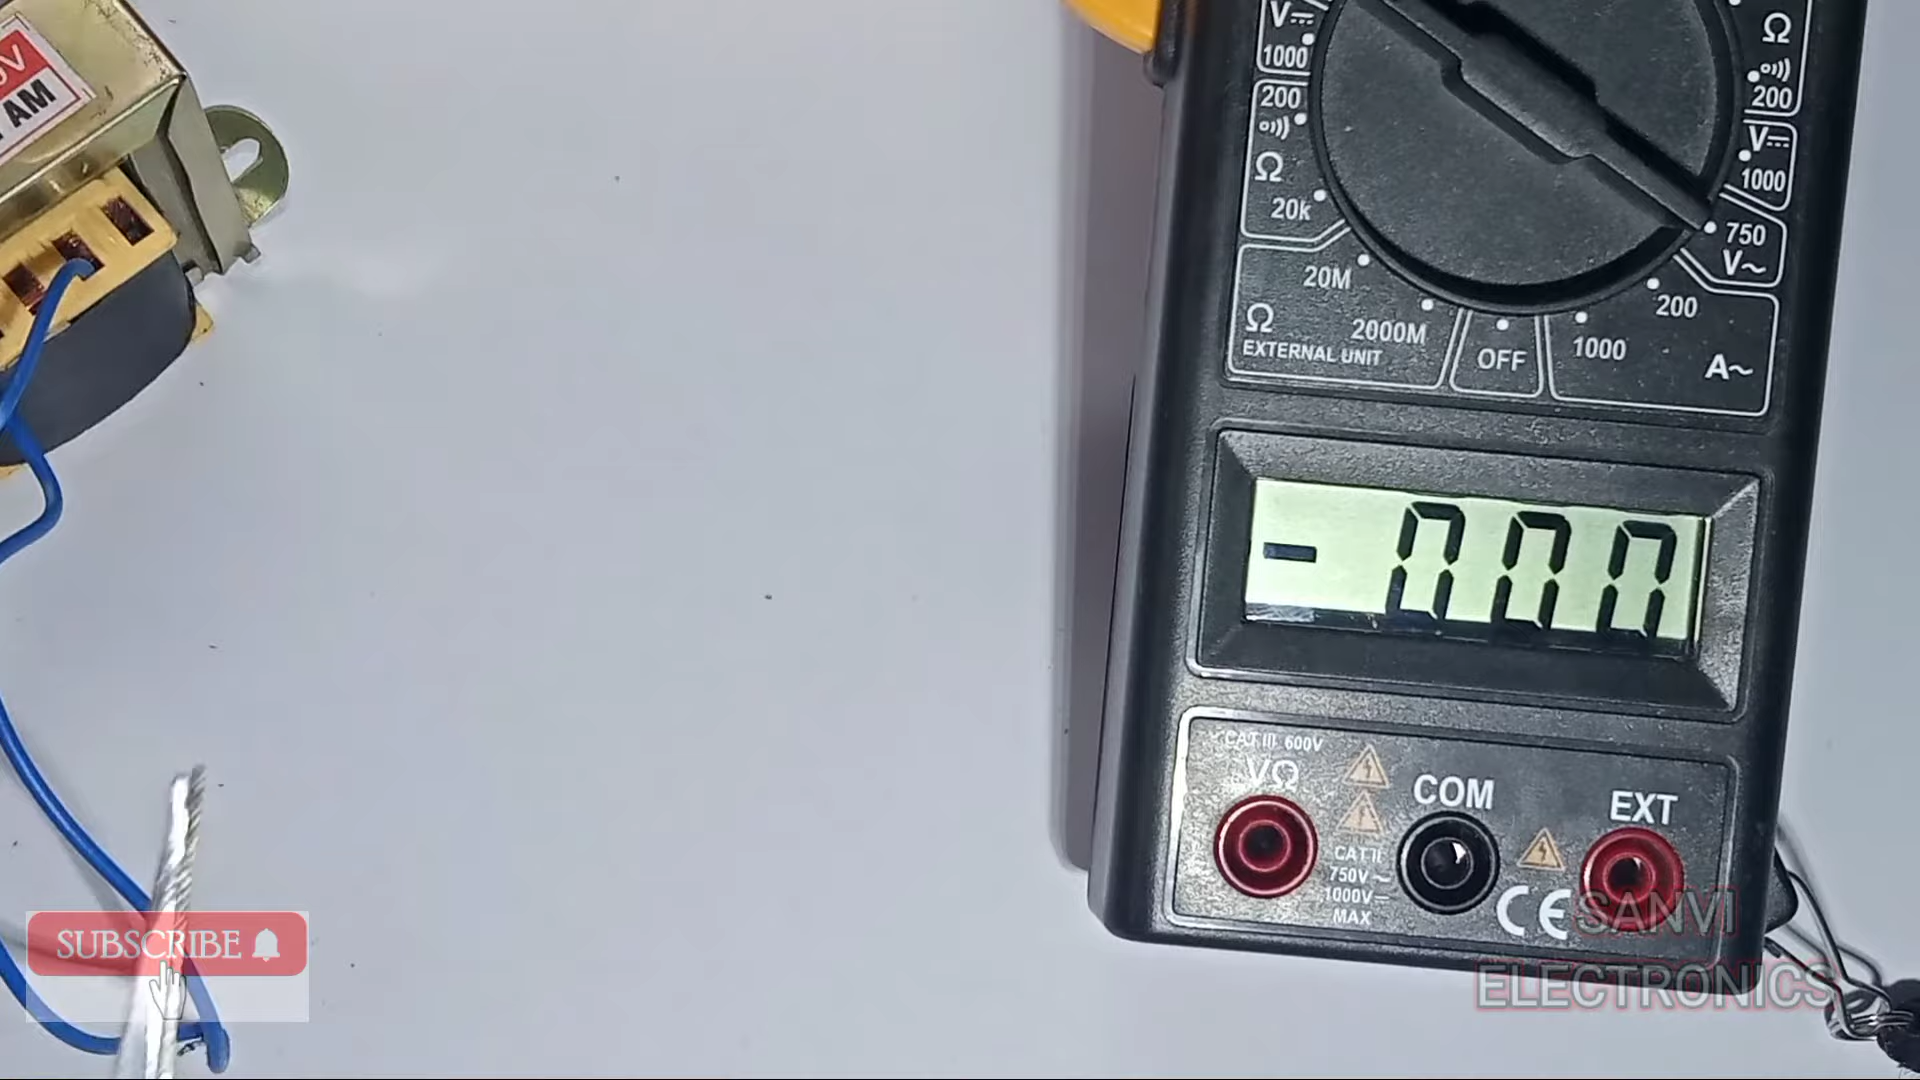 V
AM
V⎓
1000
200
Ω
20k
20M
2000M
Ω
EXTERNAL UNIT
OFF
1000
200
A~
750
V~
V⎓
1000
200
Ω
- 000
CAT III 600V
VΩ
COM
EXT
CAT II
750V~
1000V⎓
MAX
CE
SUBSCRIBE
SANVI
ELECTRONICS